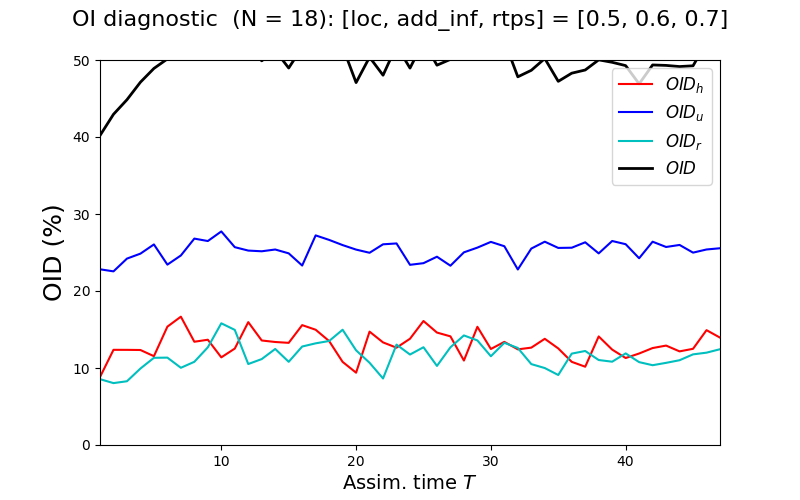 OI diagnostic (N = 18): [loc, add_inf, rtps] = [0.5, 0.6, 0.7]
OID (%)
50
40
30
20
10
0
OID_h
OID_u
OID_r
OID
10 20 30 40
Assim. time T